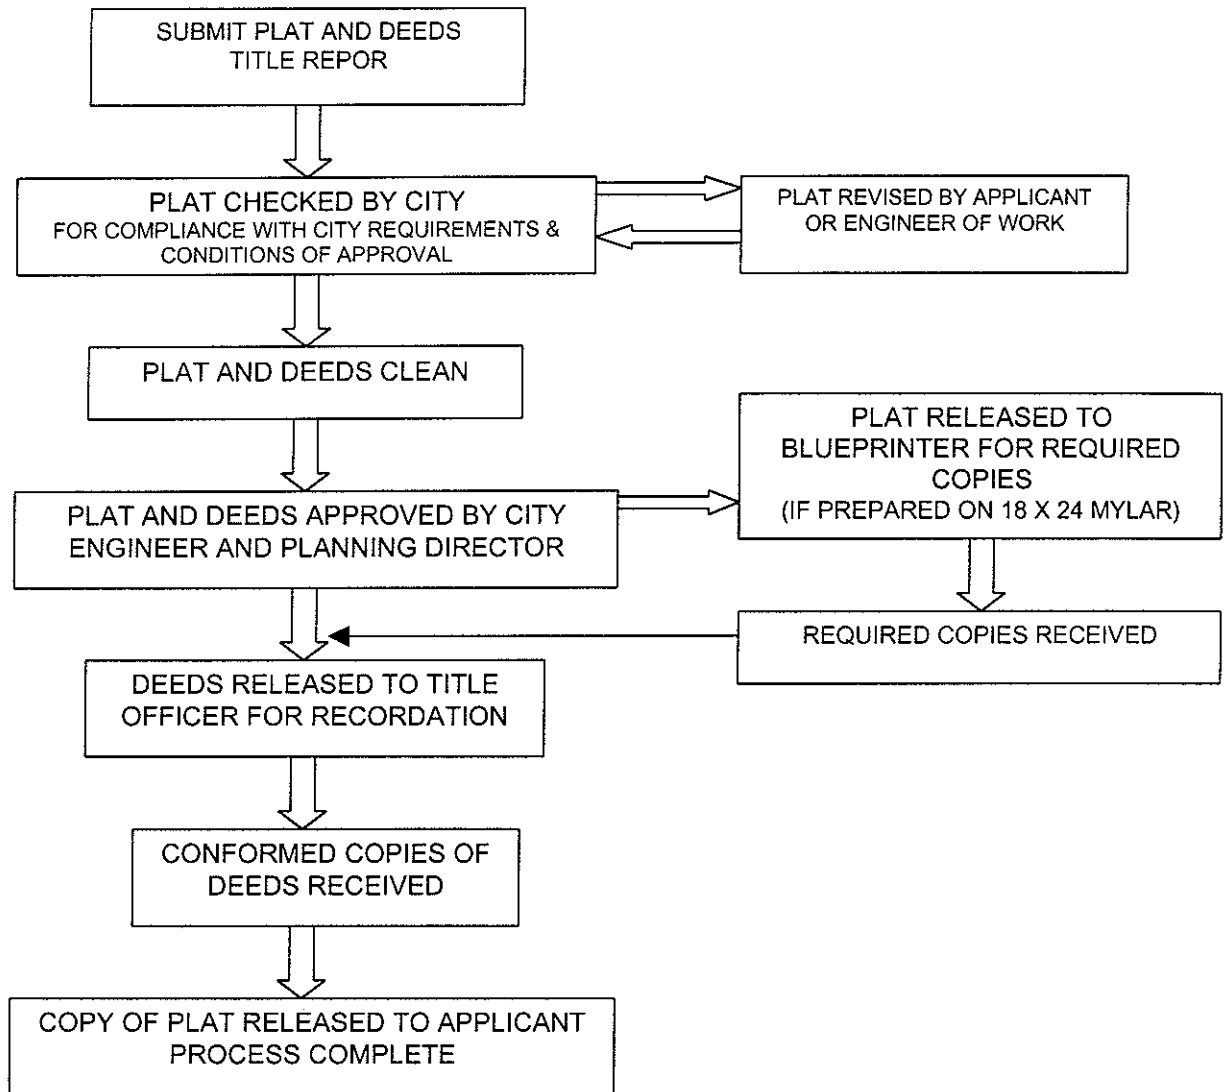 SUBMIT PLAT AND DEEDS
TITLE REPOR
PLAT CHECKED BY CITY
FOR COMPLIANCE WITH CITY REQUIREMENTS &
CONDITIONS OF APPROVAL
PLAT REVISED BY APPLICANT
OR ENGINEER OF WORK
PLAT AND DEEDS CLEAN
PLAT AND DEEDS APPROVED BY CITY
ENGINEER AND PLANNING DIRECTOR
PLAT RELEASED TO
BLUEPRINTER FOR REQUIRED
COPIES
(IF PREPARED ON 18 X 24 MYLAR)
REQUIRED COPIES RECEIVED
DEEDS RELEASED TO TITLE
OFFICER FOR RECORDATION
CONFORMED COPIES OF
DEEDS RECEIVED
COPY OF PLAT RELEASED TO APPLICANT
PROCESS COMPLETE